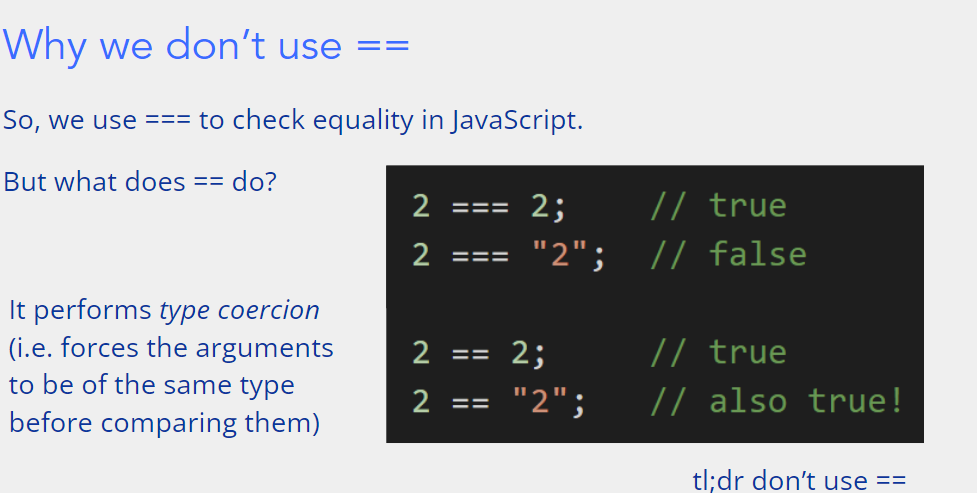 Why we don’t use ==
So, we use === to check equality in JavaScript.
But what does == do?
2 === 2;    // true
2 === "2";  // false
2 == 2;     // true
2 == "2";   // also true!
It performs type coercion
(i.e. forces the arguments
to be of the same type
before comparing them)
tl;dr don’t use ==